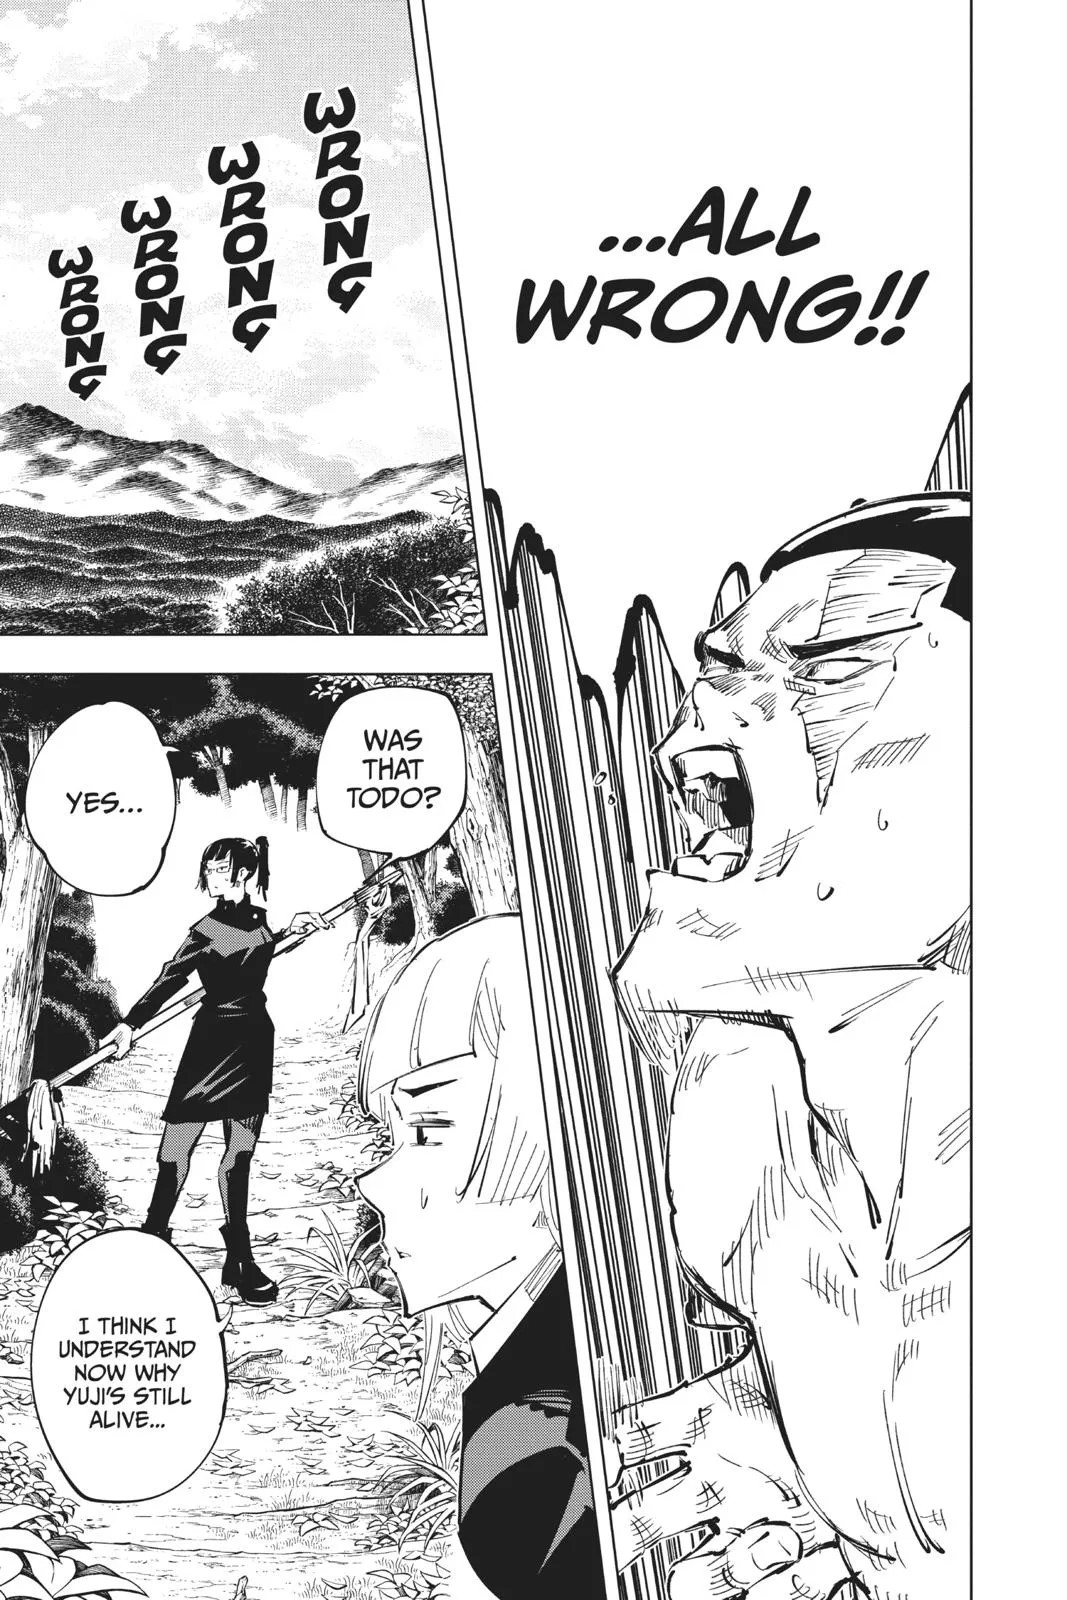 ...ALL
WRONG!!
WRONG
WRONG
WRONG
WRONG
WAS
THAT
TODO?
YES...
I THINK I
UNDERSTAND
NOW WHY
YUJI'S STILL
ALIVE...